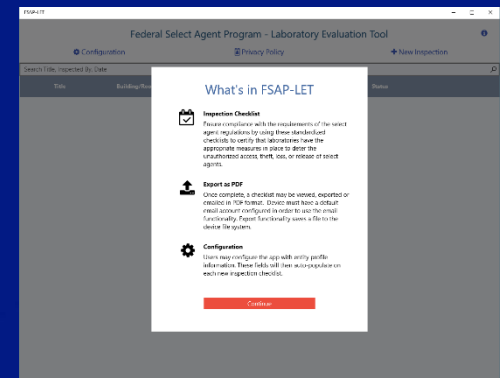 FSAP-LET
Federal Select Agent Program - Laboratory Evaluation Tool
Configuration
Privacy Policy
+ New Inspection
Search Title, Inspected By, Date
Title
Building/Roo
Status
What's in FSAP-LET
Inspection Checklist
Ensure compliance with the requirements of the select
agent regulations by using these standardized
checklists to certify that laboratories have the
appropriate measures in place to deter the
unauthorized access, theft, loss, or release of select
agents.
Export as PDF
Once complete, a checklist may be viewed, exported or
emailed in PDF format. Device must have a default
email account configured in order to use the email
functionality. Export functionality saves a file to the
device file system.
Configuration
Users may configure the app with entity profile
information. These fields will then auto-populate on
each new inspection checklist.
Continue